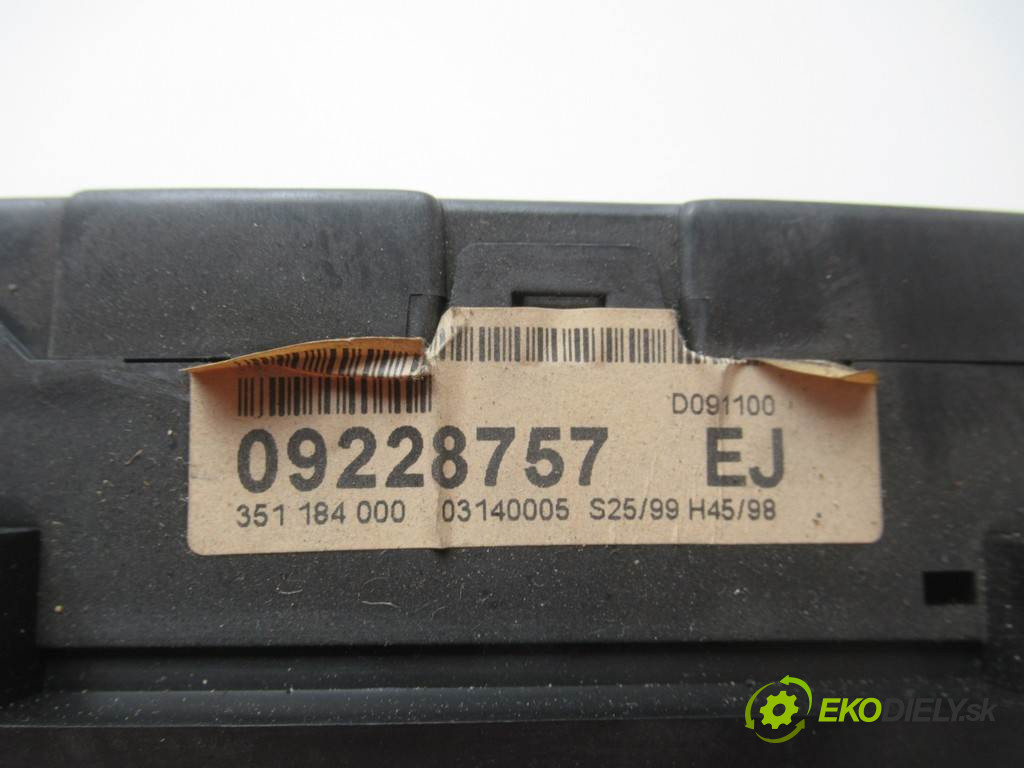 D091100
09228757 EJ
351 184 000 03140005 S25/99 H45/98
EKODIELY.sk